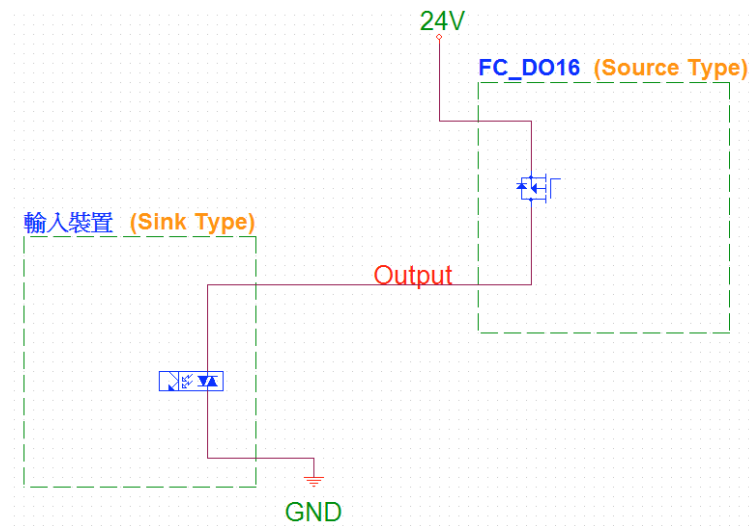 24V
FC_DO16 (Source Type)
輸入裝置 (Sink Type)
Output
GND